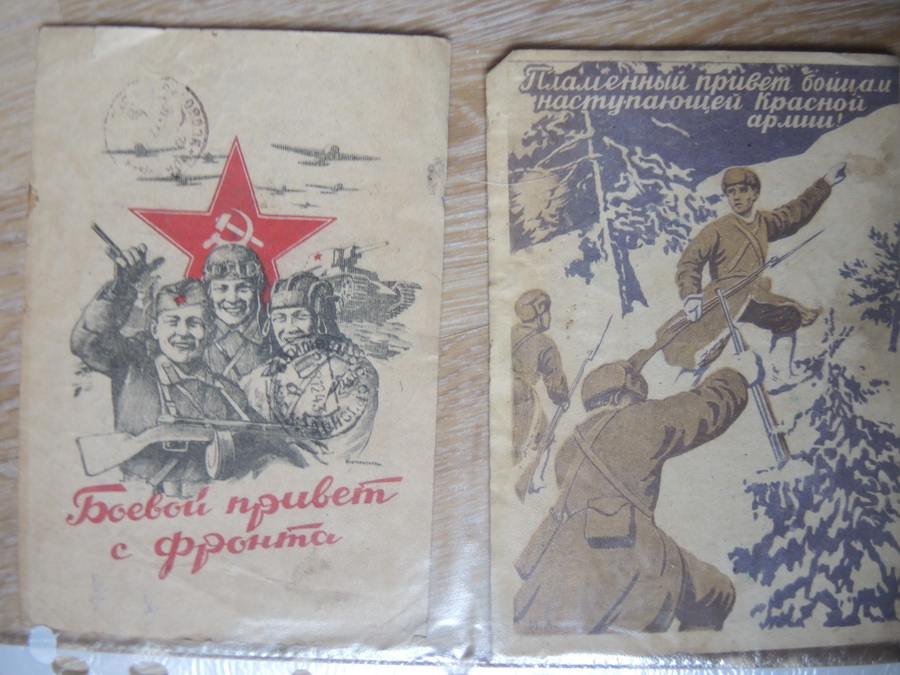 Боевой привет
с фронта
Пламенный привет бойцам
наступающей Красной
армии!